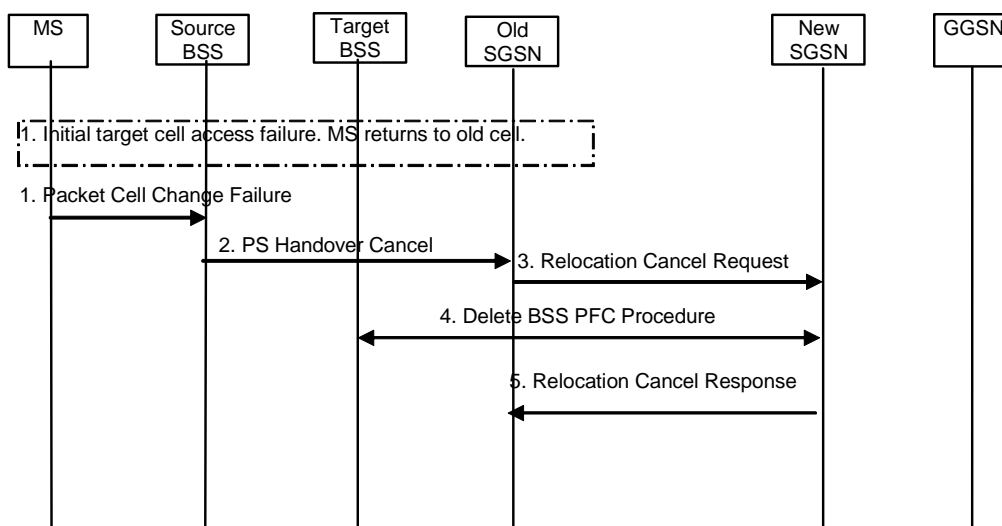 MS
Source
BSS
Target
BSS
Old
SGSN
New
SGSN
GGSN
1. Initial target cell access failure. MS returns to old cell.
1. Packet Cell Change Failure
2. PS Handover Cancel
3. Relocation Cancel Request
4. Delete BSS PFC Procedure
5. Relocation Cancel Response